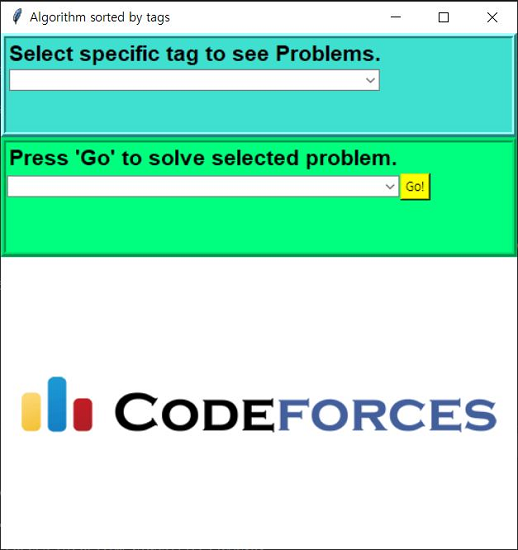 Algorithm sorted by tags
Select specific tag to see Problems.
Press 'Go' to solve selected problem.
Go!
CODEFORCES